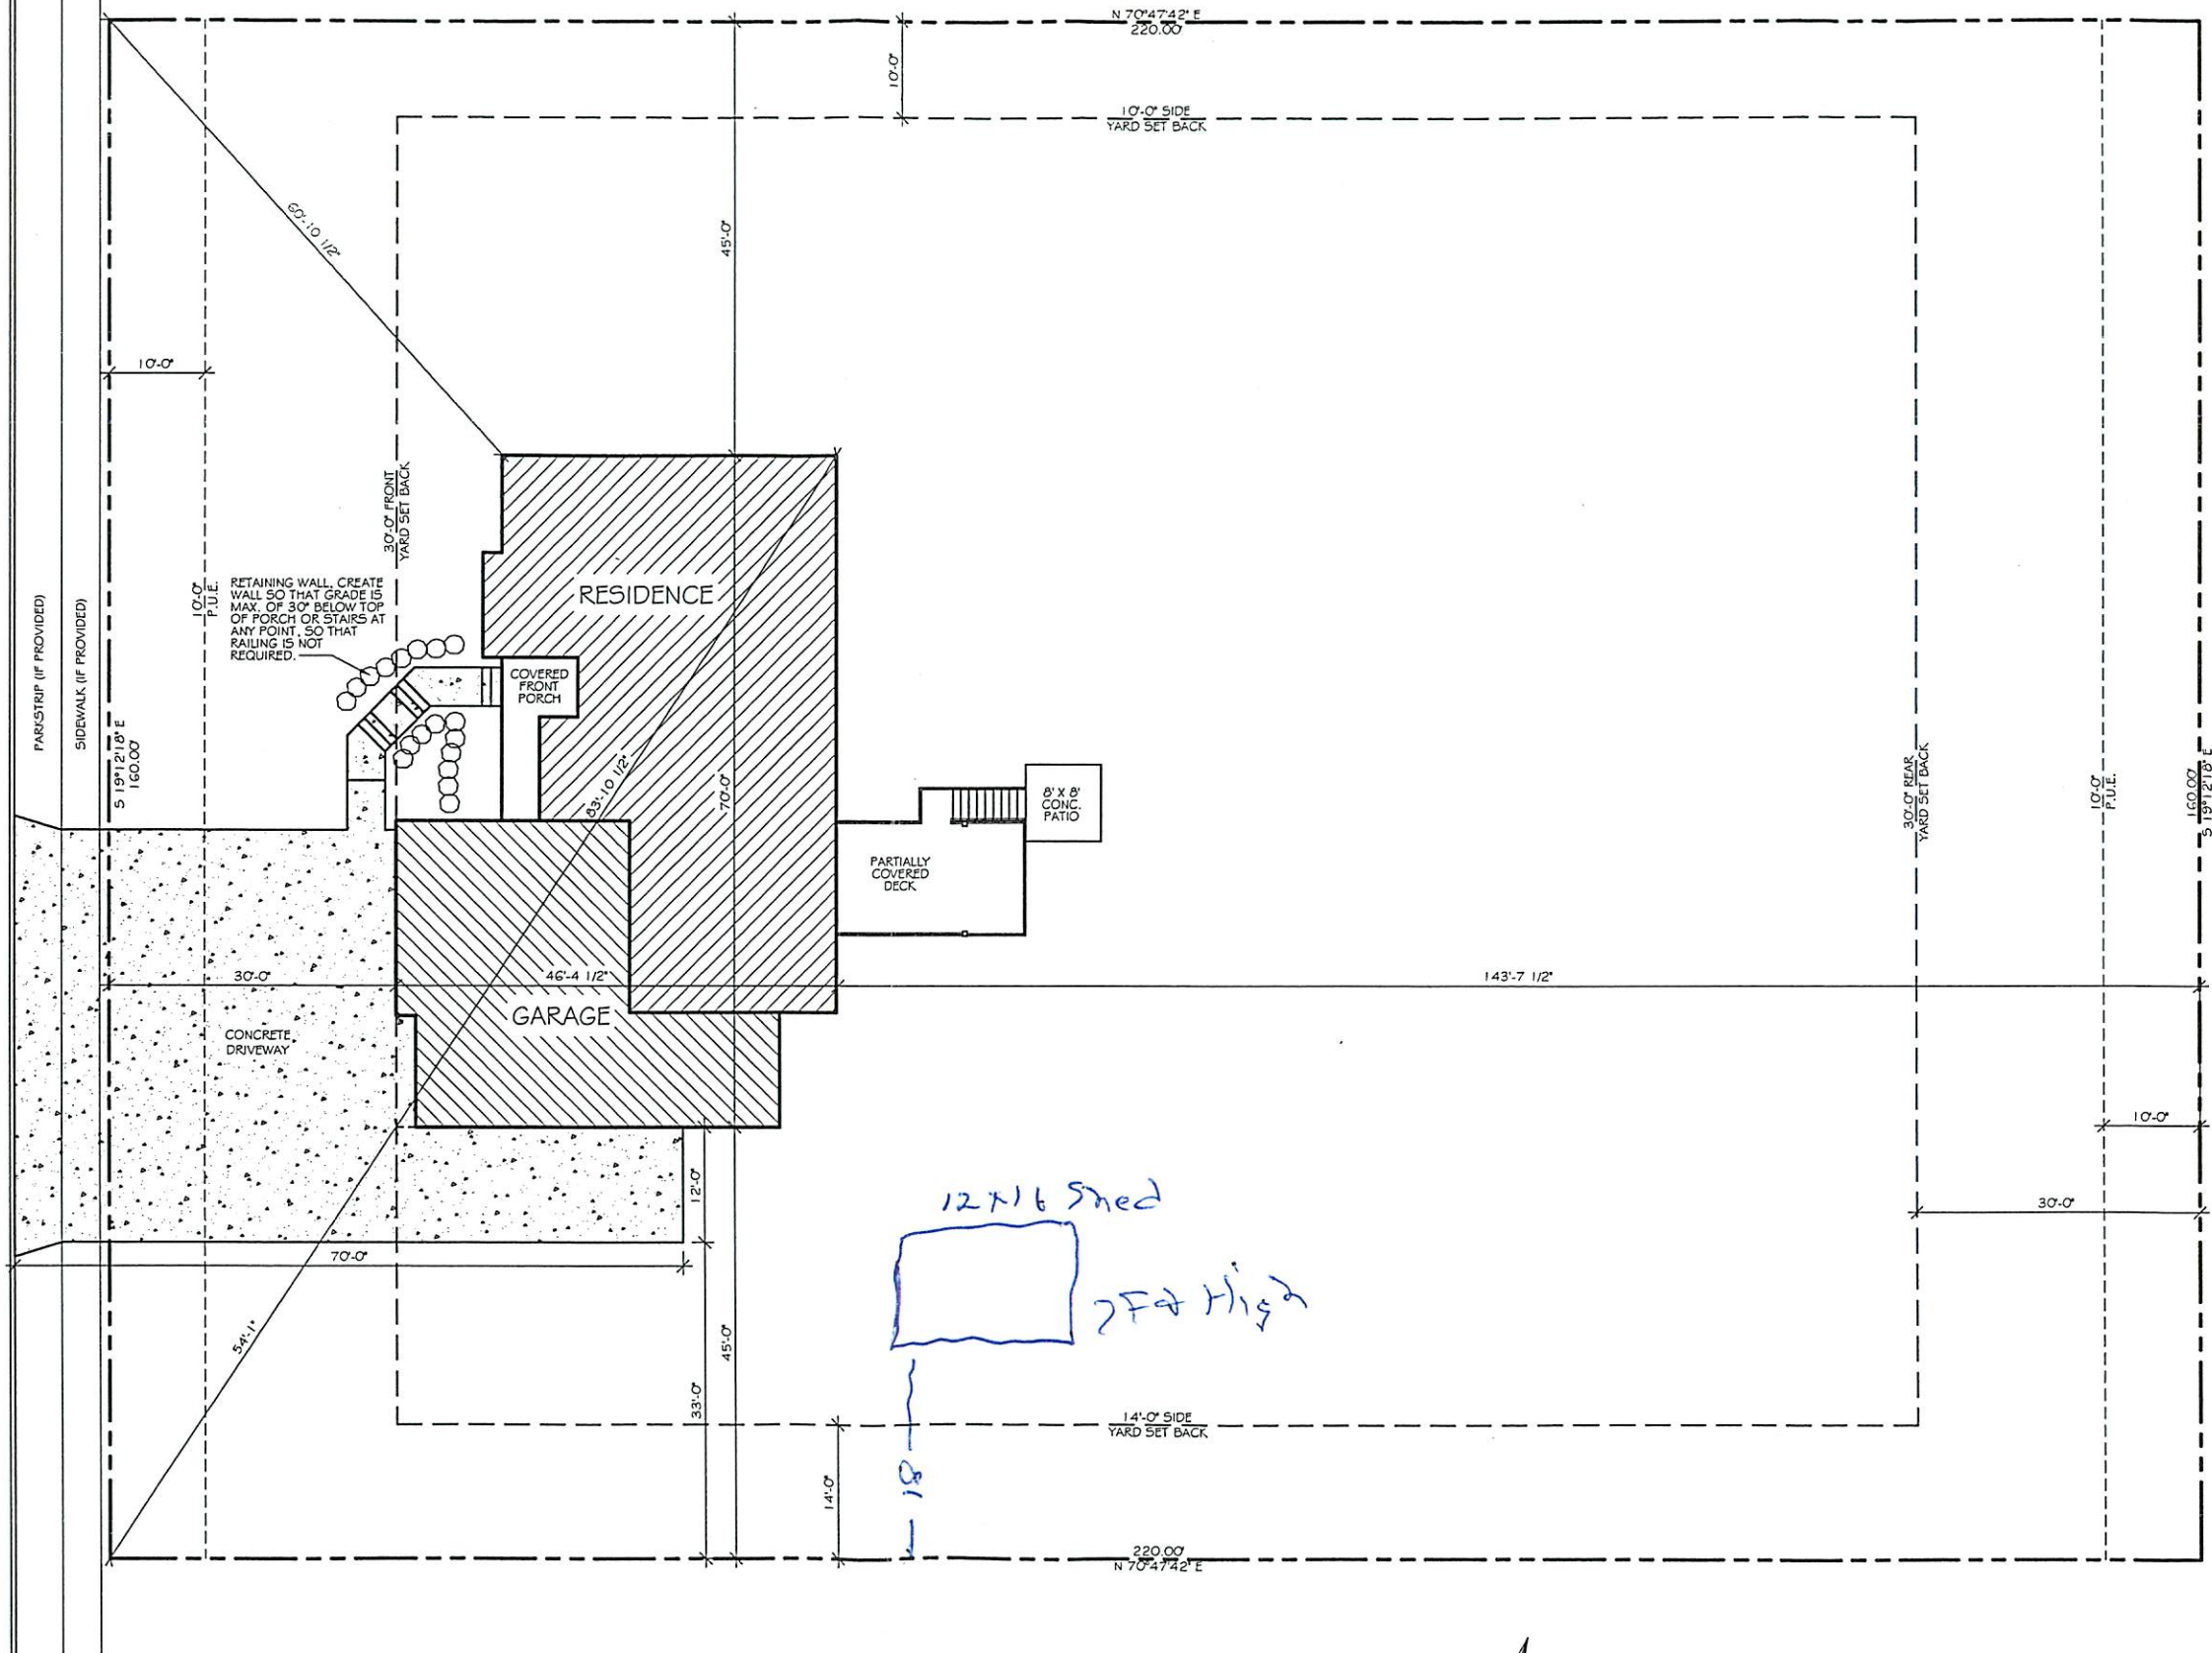 N 70°47'42" E
220.00'
10'-0"
10'-0" SIDE
YARD SET BACK
60'-10 1/2"
45'-0"
10'-0"
30'-0" FRONT
YARD SET BACK
10'-0"
P.U.E.
RETAINING WALL, CREATE
WALL SO THAT GRADE IS
MAX. OF 30" BELOW TOP
OF PORCH OR STAIRS AT
ANY POINT, SO THAT
RAILING IS NOT
REQUIRED.
RESIDENCE
COVERED
FRONT
PORCH
PARKSTRIP (IF PROVIDED)
SIDEWALK (IF PROVIDED)
S 19°12'18" E
160.00'
83'-10 1/2"
70'-0"
8' X 8'
CONC.
PATIO
PARTIALLY
COVERED
DECK
30'-0" REAR
YARD SET BACK
10'-0"
P.U.E.
160.00'
S 19°12'18" E
30'-0"
46'-4 1/2"
143'-7 1/2"
GARAGE
CONCRETE
DRIVEWAY
10'-0"
12'-0"
12x16 Shed
30'-0"
70'-0"
High
54'-1"
45'-0"
33'-0"
14'-0" SIDE
YARD SET BACK
14'-0"
18
220.00'
N 70°47'42" E